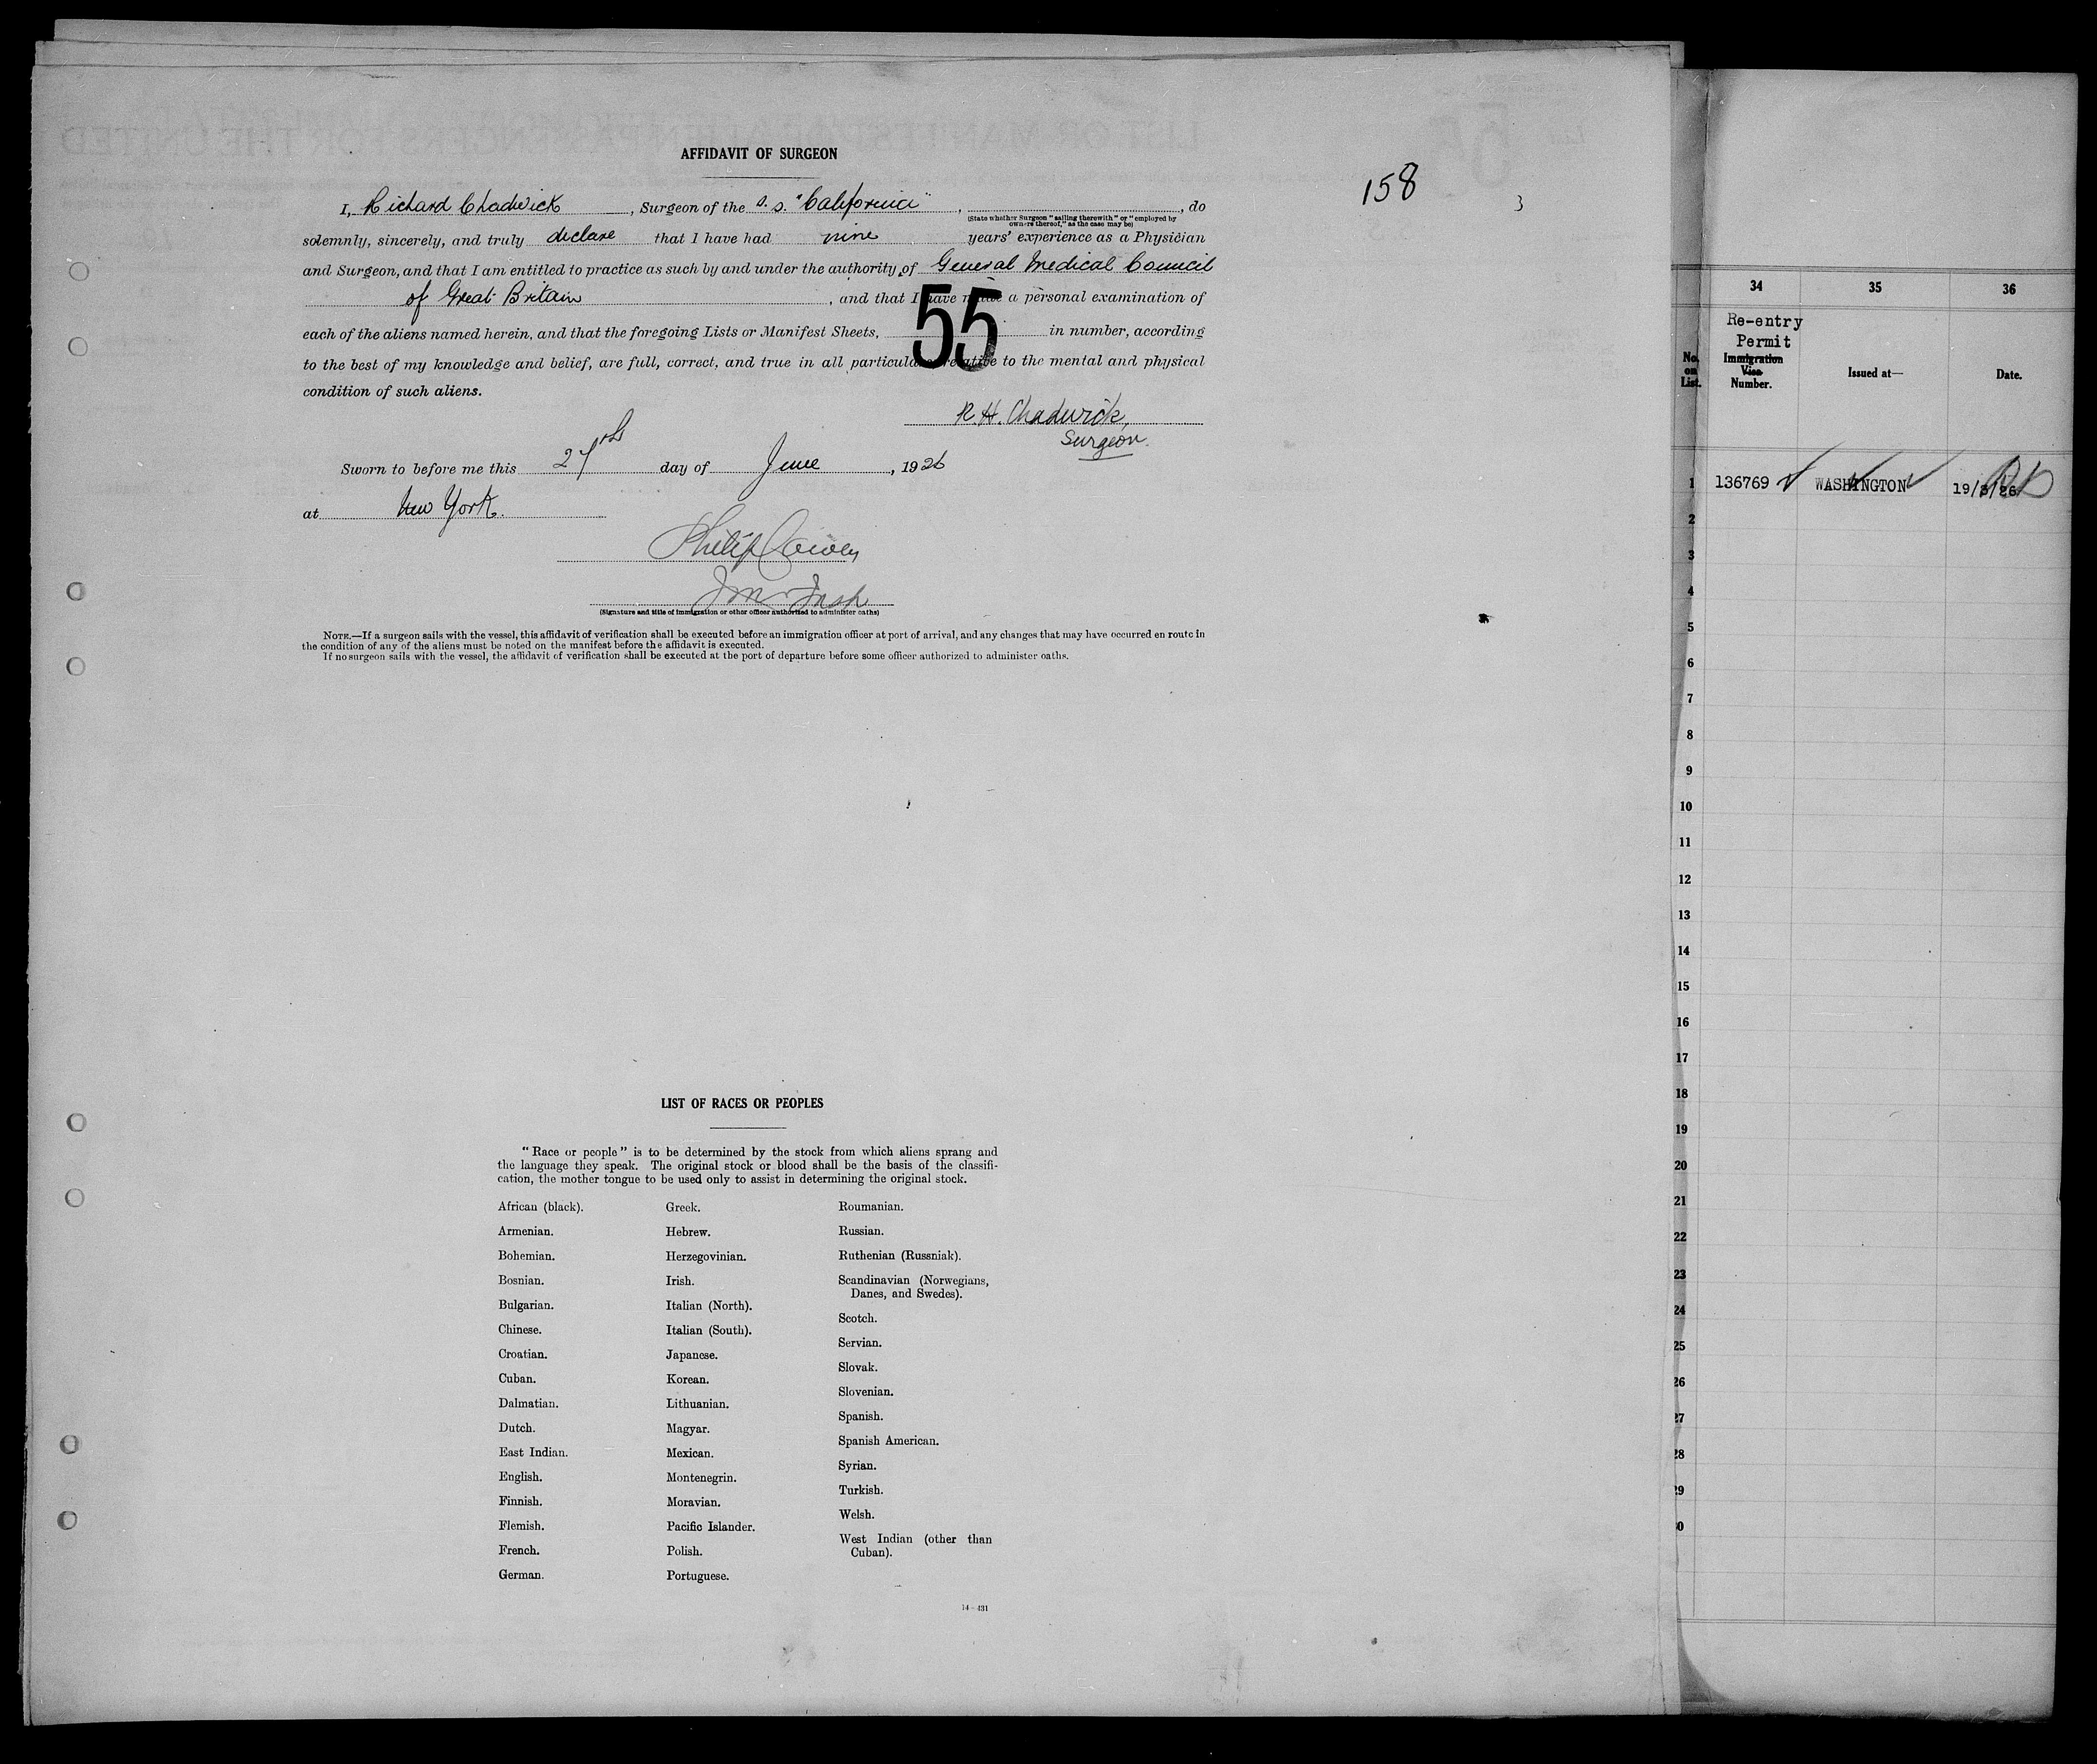 AFFIDAVIT OF SURGEON
158
3
I, Richard Chadwick, Surgeon of the s.s. "California", , do
(State whether Surgeon "sailing therewith" or "employed by
owners thereof," as the case may be)
solemnly, sincerely, and truly declare that I have had nine years' experience as a Physician
and Surgeon, and that I am entitled to practice as such by and under the authority of General Medical Council
of Great Britain, and that I have made a personal examination of
each of the aliens named herein, and that the foregoing Lists or Manifest Sheets, 55 in number, according
to the best of my knowledge and belief, are full, correct, and true in all particulars relative to the mental and physical
condition of such aliens.
R. H. Chadwick,
Surgeon.
Sworn to before me this 27th day of June, 1926
at New York.
Philip Cowen
(Signature and title of immigration or other officer authorized to administer oaths)
NOTE.—If a surgeon sails with the vessel, this affidavit of verification shall be executed before an immigration officer at port of arrival, and any changes that may have occurred en route in
the condition of any of the aliens must be noted on the manifest before the affidavit is executed.
If no surgeon sails with the vessel, the affidavit of verification shall be executed at the port of departure before some officer authorized to administer oaths.
LIST OF RACES OR PEOPLES
"Race or people" is to be determined by the stock from which aliens sprang and
the language they speak. The original stock or blood shall be the basis of the classifi-
cation, the mother tongue to be used only to assist in determining the original stock.
African (black).
Armenian.
Bohemian.
Bosnian.
Bulgarian.
Chinese.
Croatian.
Cuban.
Dalmatian.
Dutch.
East Indian.
English.
Finnish.
Flemish.
French.
German.
Greek.
Hebrew.
Herzegovinian.
Irish.
Italian (North).
Italian (South).
Japanese.
Korean.
Lithuanian.
Magyar.
Mexican.
Montenegrin.
Moravian.
Pacific Islander.
Polish.
Portuguese.
Roumanian.
Russian.
Ruthenian (Russniak).
Scandinavian (Norwegians,
Danes, and Swedes).
Scotch.
Servian.
Slovak.
Slovenian.
Spanish.
Spanish American.
Syrian.
Turkish.
Welsh.
West Indian (other than
Cuban).
14—431
34 35 36
No. on List.
Re-entry
Permit
Immigration
Visa
Number.
Issued at—
Date.
1 136769 WASHINGTON 19/3/26
2
3
4
5
6
7
8
9
10
11
12
13
14
15
16
17
18
19
20
21
22
23
24
25
26
27
28
29
30